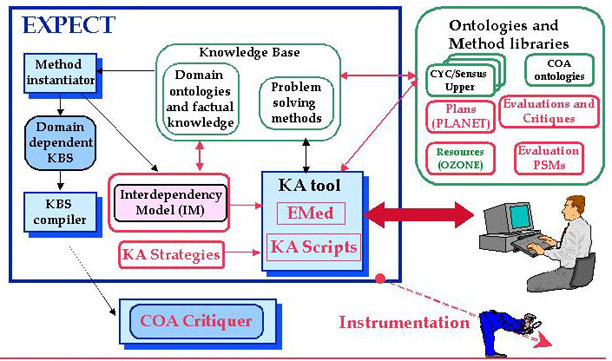 EXPECT
Knowledge Base
Method
instantiator
Domain
ontologies
and factual
knowledge
Problem
solving
methods
Domain
dependent
KBS
KBS
compiler
Interdependency
Model (IM)
KA Strategies
KA tool
EMed
KA Scripts
COA Critiquer
Ontologies and
Method libraries
CYC/Sensus
Upper
COA
ontologies
Plans
(PLANET)
Evaluations and
Critiques
Resources
(OZONE)
Evaluation
PSMs
Instrumentation